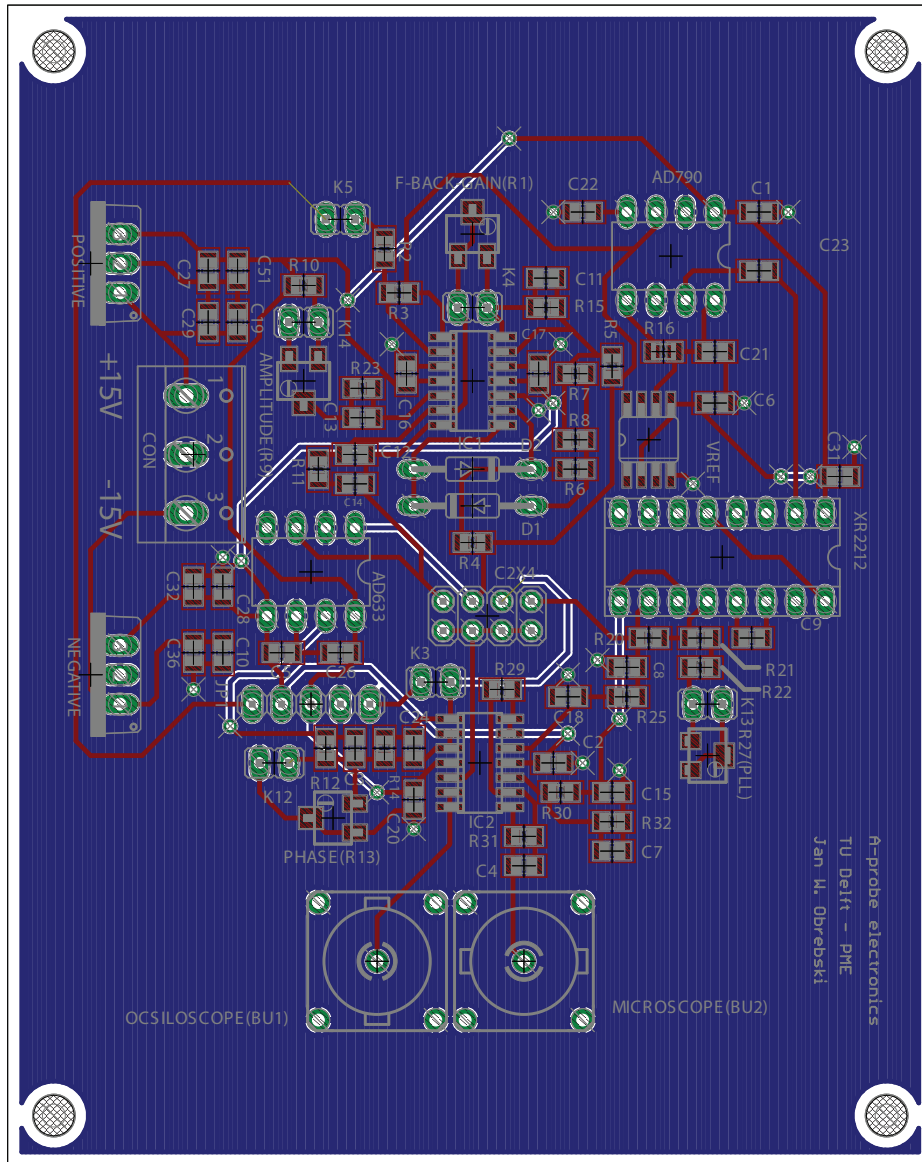 K5
F-BACK-GAIN(R1)
C22
AD790
C1
POSITIVE
C27
C51
R10
R2
R3
K4
C11
R15
C23
C29
C19
K14
C17
R5
R16
C21
+15V
-15V
CON
1
2
3
AMPLITUDE(R9)
R23
C13
C16
IC1
R7
R8
R6
C6
VREF
C31
R11
C14
D1
R4
XR2212
C32
C28
AD633
C2X4
C9
NEGATIVE
C36
C10
JP
C26
K3
R29
C8
R21
R22
R25
K13
R27(PLL)
C24
C18
C2
K12
R12
R14
C20
IC2
R30
C15
R31
R32
C4
C7
PHASE(R13)
A-probe electronics
TU Delft - PME
Jan W. Obrebski
OCSILOSCOPE(BU1)
MICROSCOPE(BU2)